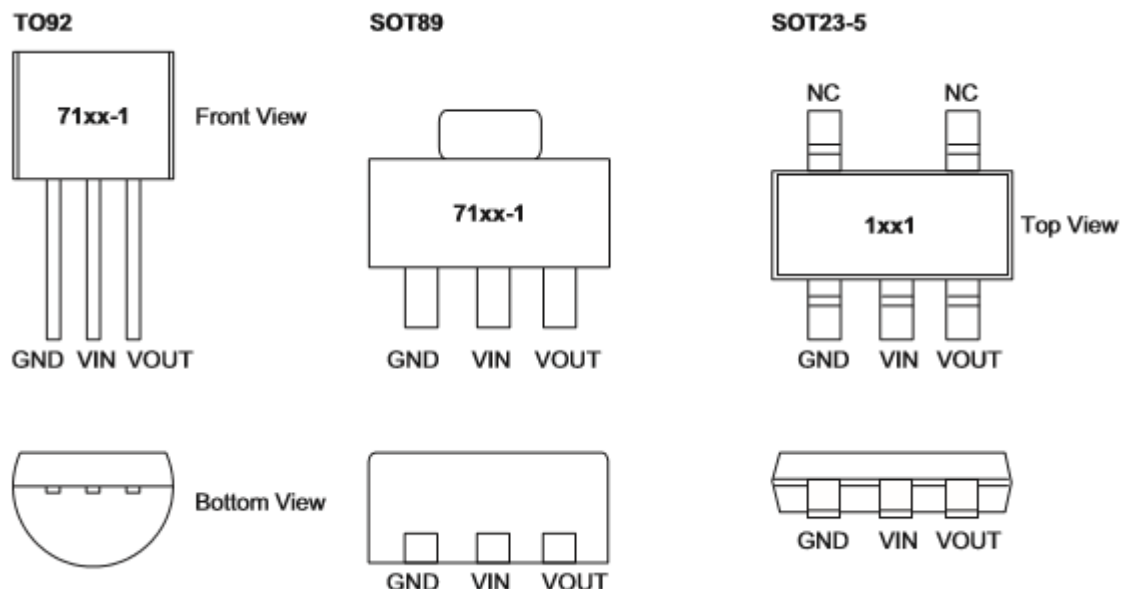 TO92
SOT89
SOT23-5
71xx-1
Front View
GND VIN VOUT
Bottom View
71xx-1
GND VIN VOUT
GND VIN VOUT
NC NC
1xx1
Top View
GND VIN VOUT
GND VIN VOUT